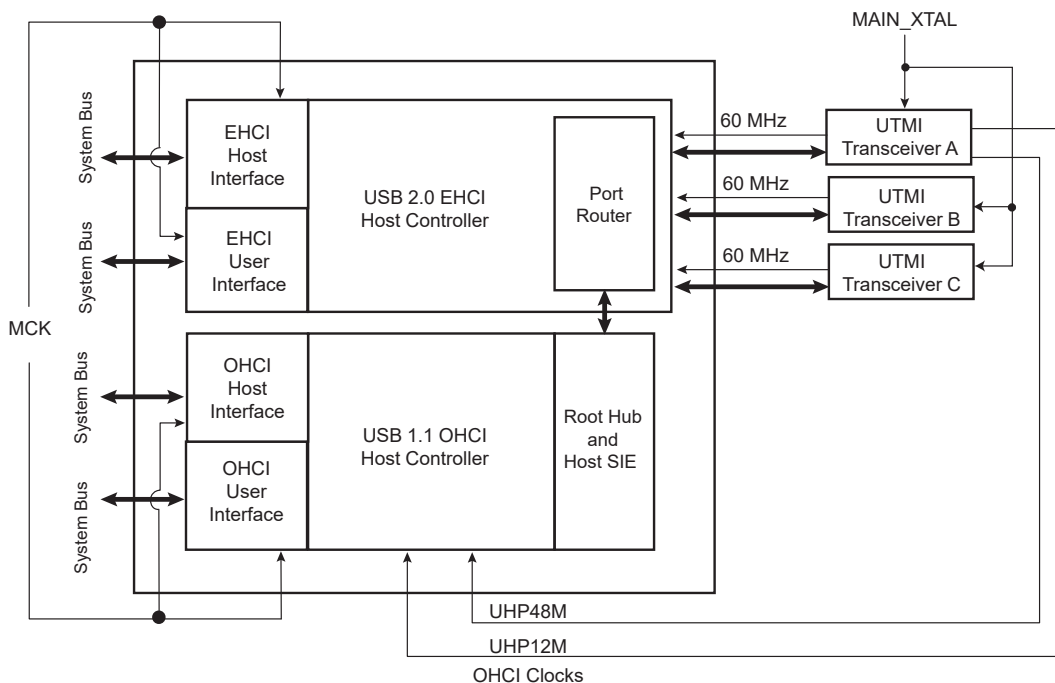 MAIN_XTAL
System Bus
EHCI
Host
Interface
USB 2.0 EHCI
Host Controller
Port
Router
60 MHz
UTMI
Transceiver A
60 MHz
UTMI
Transceiver B
System Bus
EHCI
User
Interface
60 MHz
UTMI
Transceiver C
MCK
System Bus
OHCI
Host
Interface
USB 1.1 OHCI
Host Controller
Root Hub
and
Host SIE
System Bus
OHCI
User
Interface
UHP48M
UHP12M
OHCI Clocks